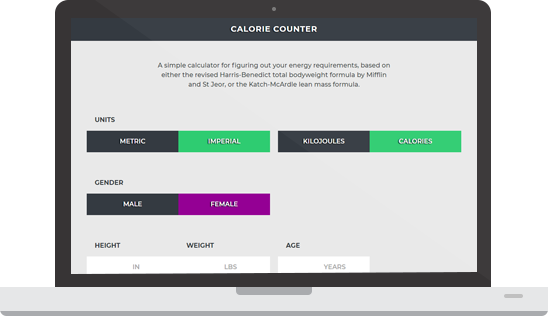 CALORIE COUNTER
A simple calculator for figuring out your energy requirements, based on
either the revised Harris-Benedict total bodyweight formula by Mifflin
and St Jeor, or the Katch-McArdle lean mass formula.
UNITS
METRIC IMPERIAL KILOJOULES CALORIES
GENDER
MALE FEMALE
HEIGHT WEIGHT AGE
IN LBS YEARS